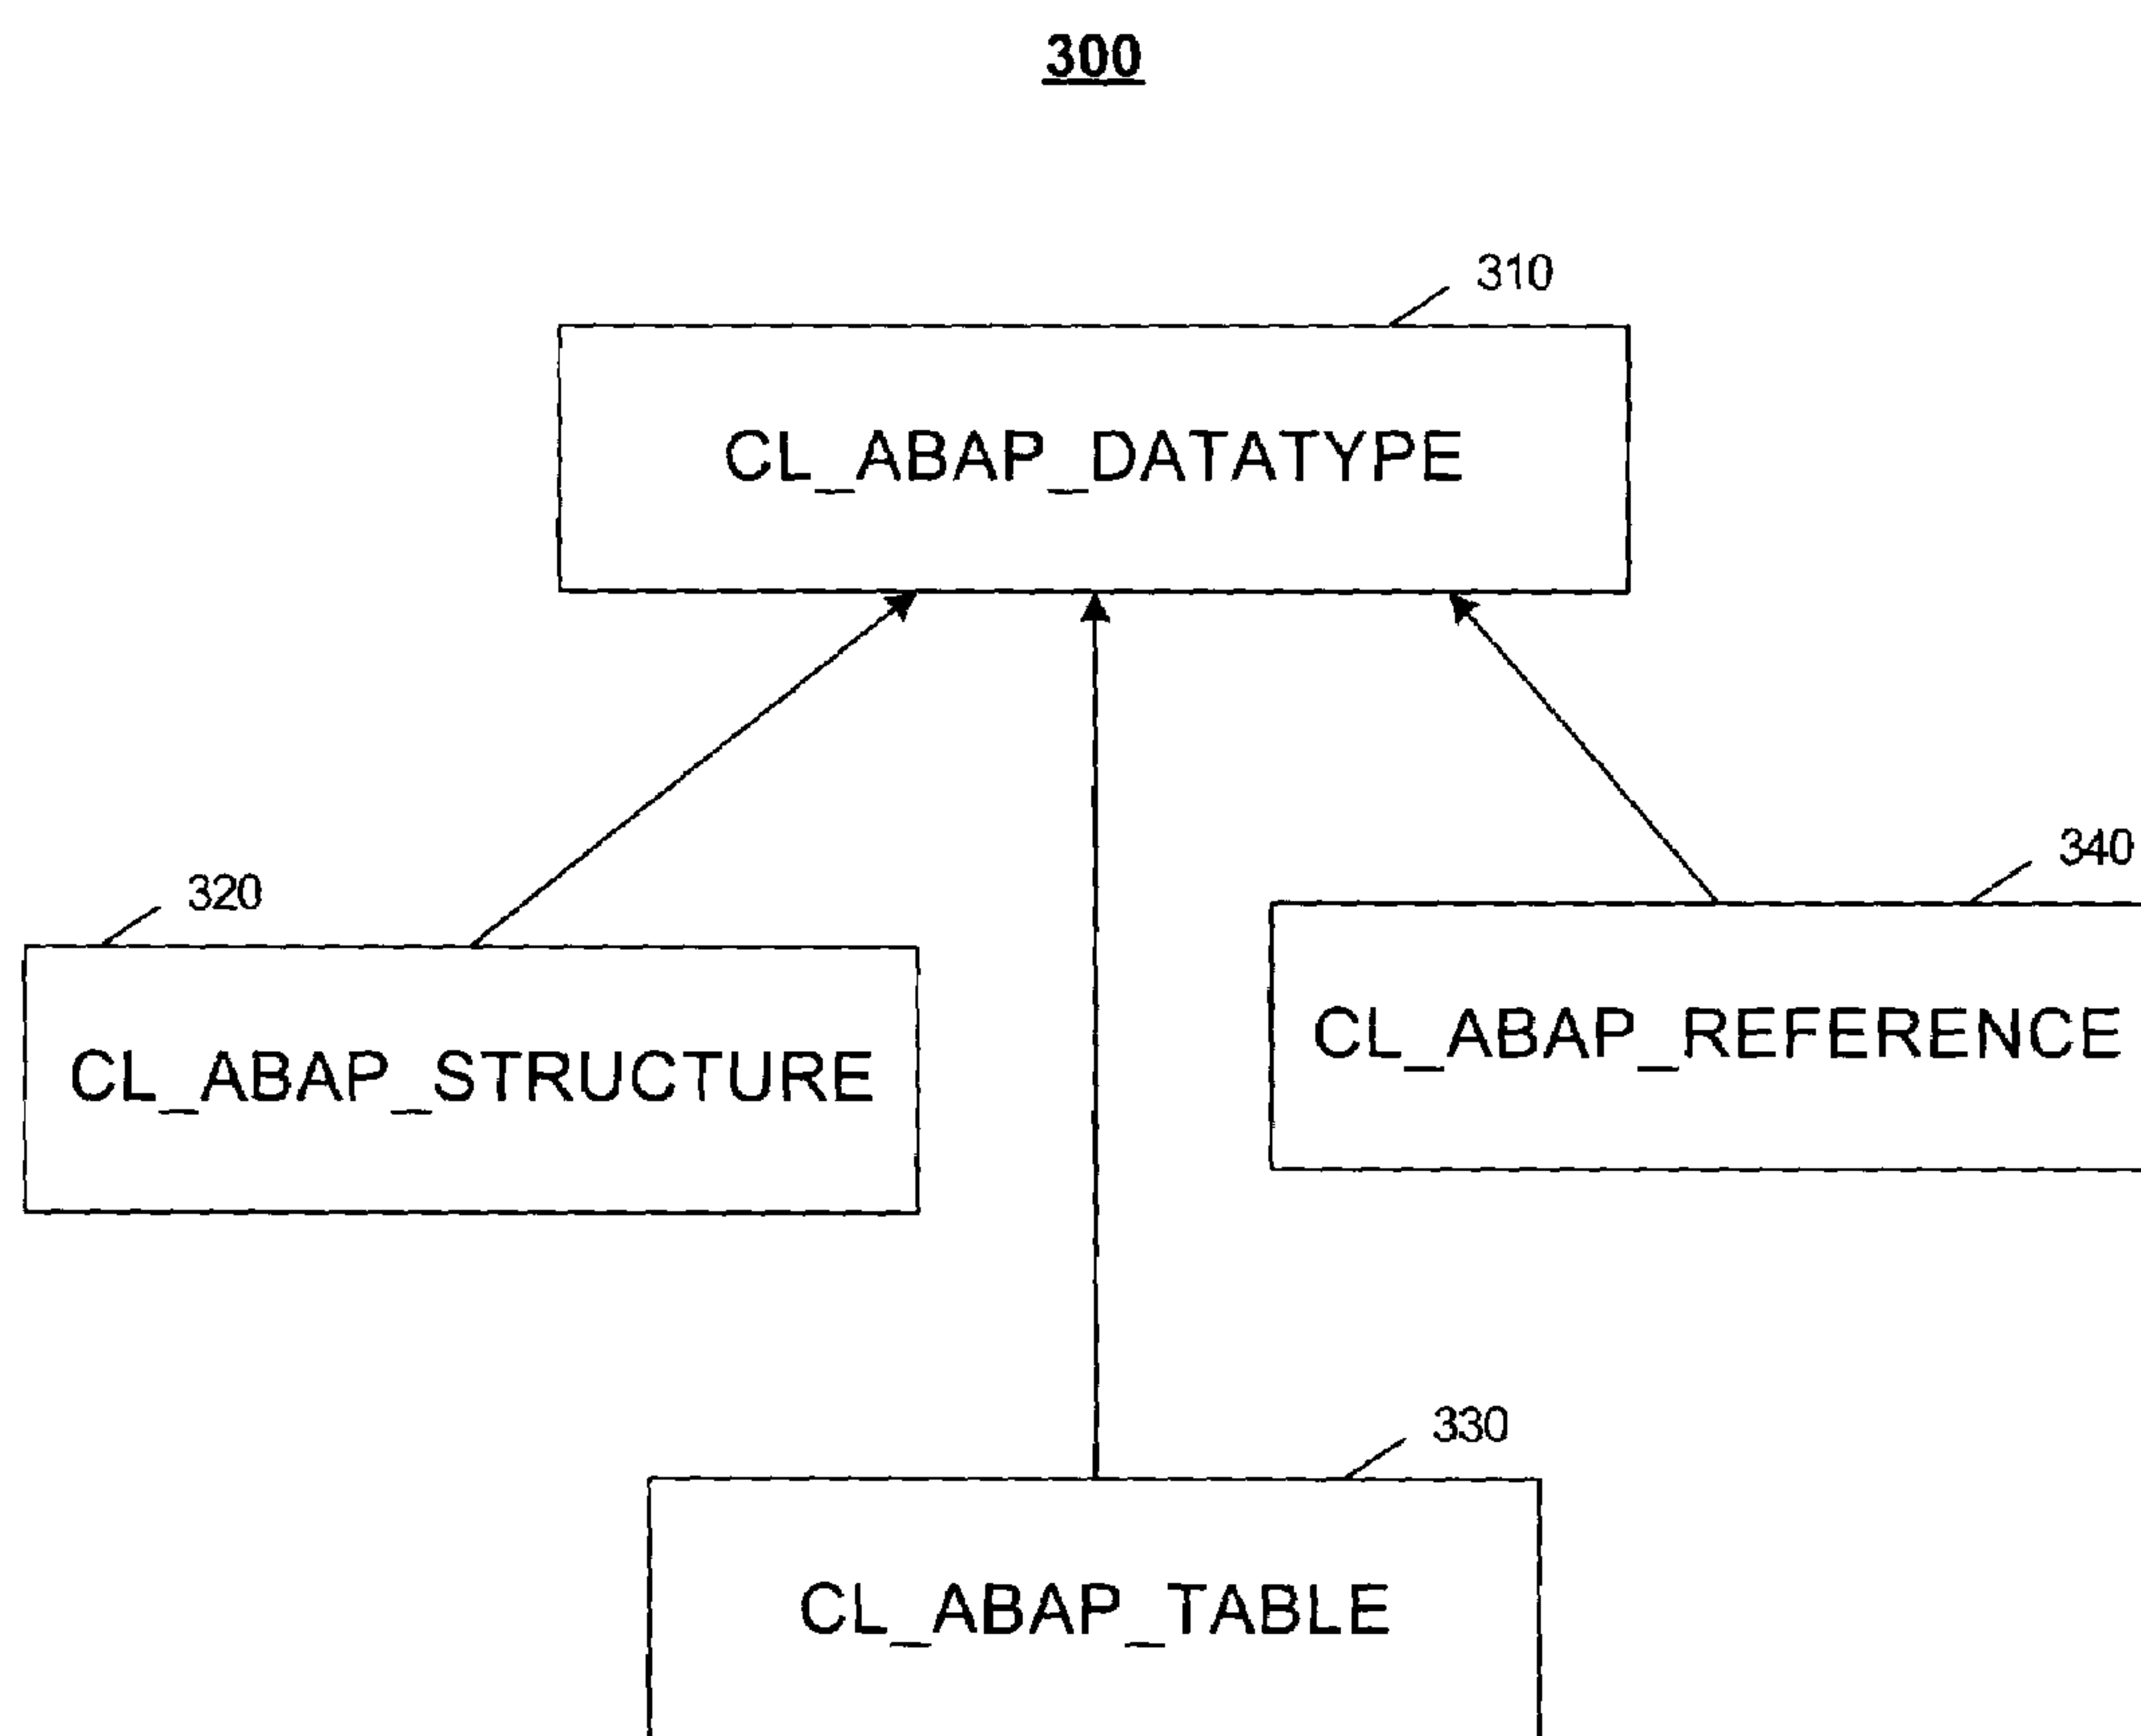 300
310
CL_ABAP_DATATYPE
320
340
CL_ABAP_STRUCTURE
CL_ABAP_REFERENCE
330
CL_ABAP_TABLE